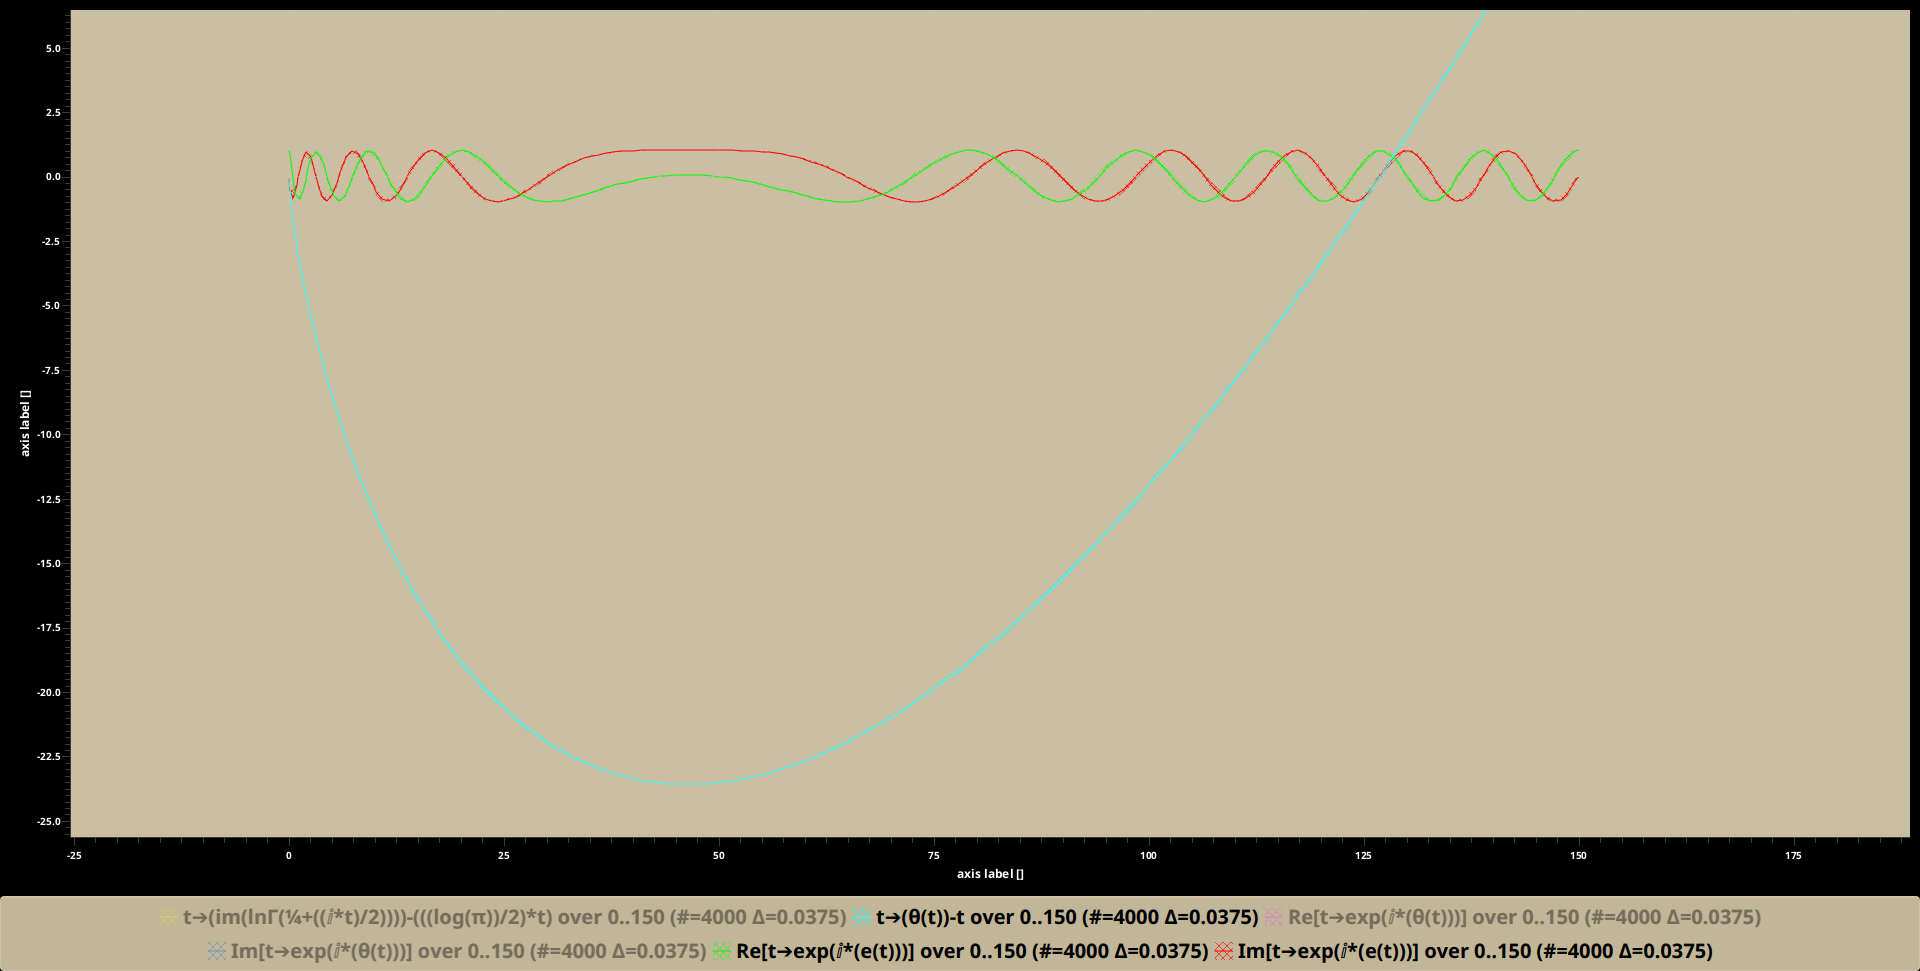 5.0
2.5
0.0
-2.5
-5.0
-7.5
-10.0
-12.5
-15.0
-17.5
-20.0
-22.5
-25.0
axis label []
-25 0 25 50 75 100 125 150 175
axis label []
t→(im(lnΓ(¼+((ⅈ*t)/2))))-(((log(π))/2)*t) over 0..150 (#=4000 Δ=0.0375) t→(θ(t))-t over 0..150 (#=4000 Δ=0.0375) Re[t→exp(ⅈ*(θ(t)))] over 0..150 (#=4000 Δ=0.0375)
Im[t→exp(ⅈ*(θ(t)))] over 0..150 (#=4000 Δ=0.0375) Re[t→exp(ⅈ*(e(t)))] over 0..150 (#=4000 Δ=0.0375) Im[t→exp(ⅈ*(e(t)))] over 0..150 (#=4000 Δ=0.0375)